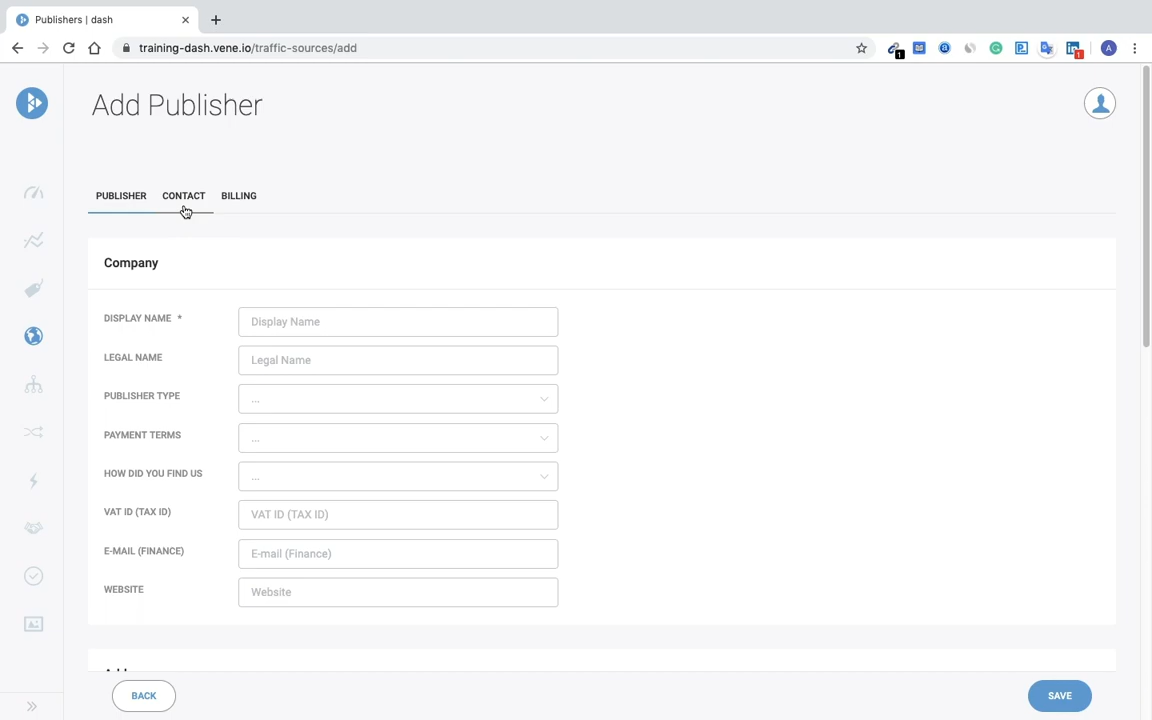 Publishers | dash
training-dash.vene.io/traffic-sources/add
1
1
A
Add Publisher
PUBLISHER CONTACT BILLING
Company
DISPLAY NAME * Display Name
LEGAL NAME Legal Name
PUBLISHER TYPE ...
PAYMENT TERMS ...
HOW DID YOU FIND US ...
VAT ID (TAX ID) VAT ID (TAX ID)
E-MAIL (FINANCE) E-mail (Finance)
WEBSITE Website
BACK SAVE